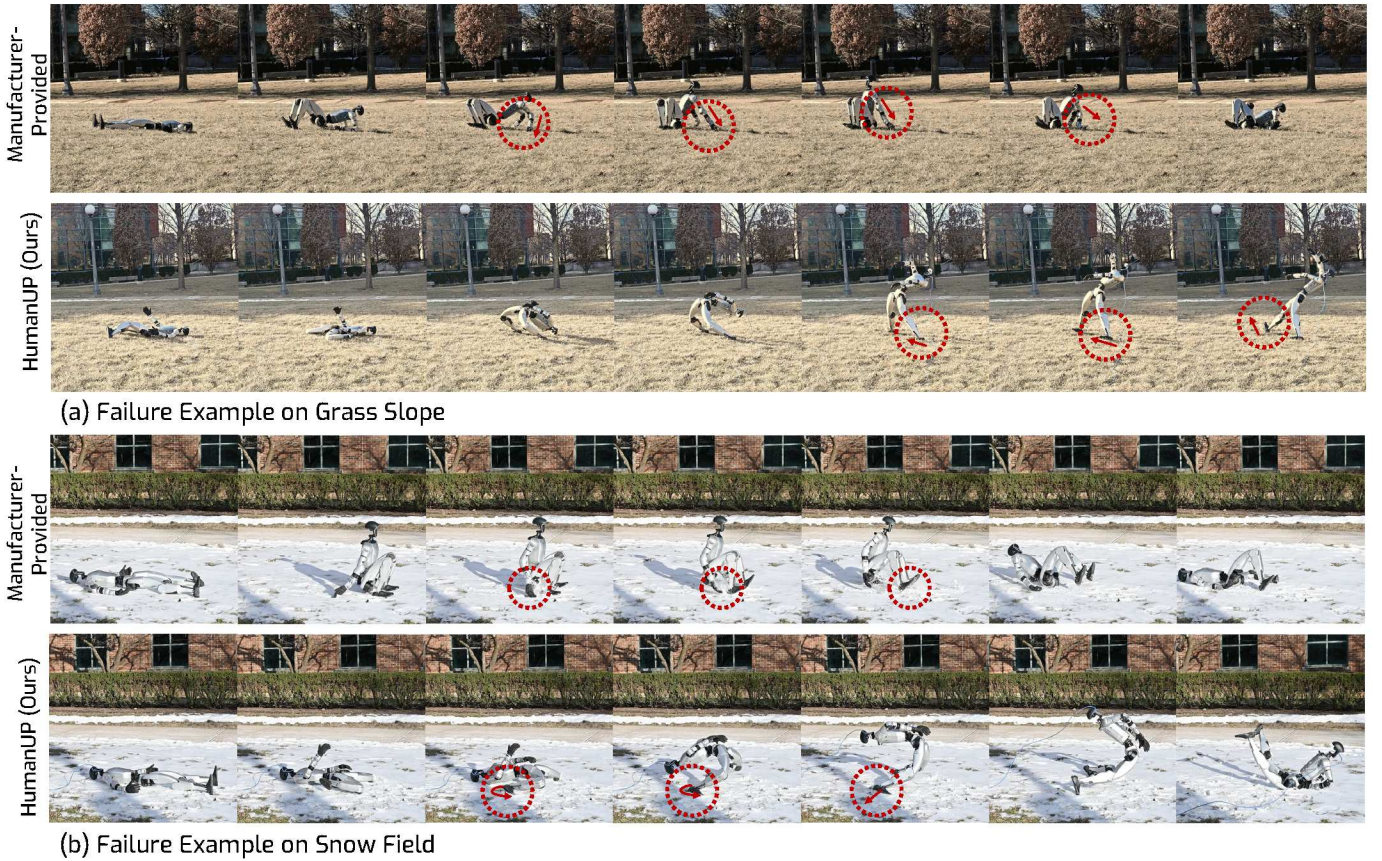 Manufacturer-
Provided
HumanUP (Ours)
(a) Failure Example on Grass Slope
Manufacturer-
Provided
HumanUP (Ours)
(b) Failure Example on Snow Field